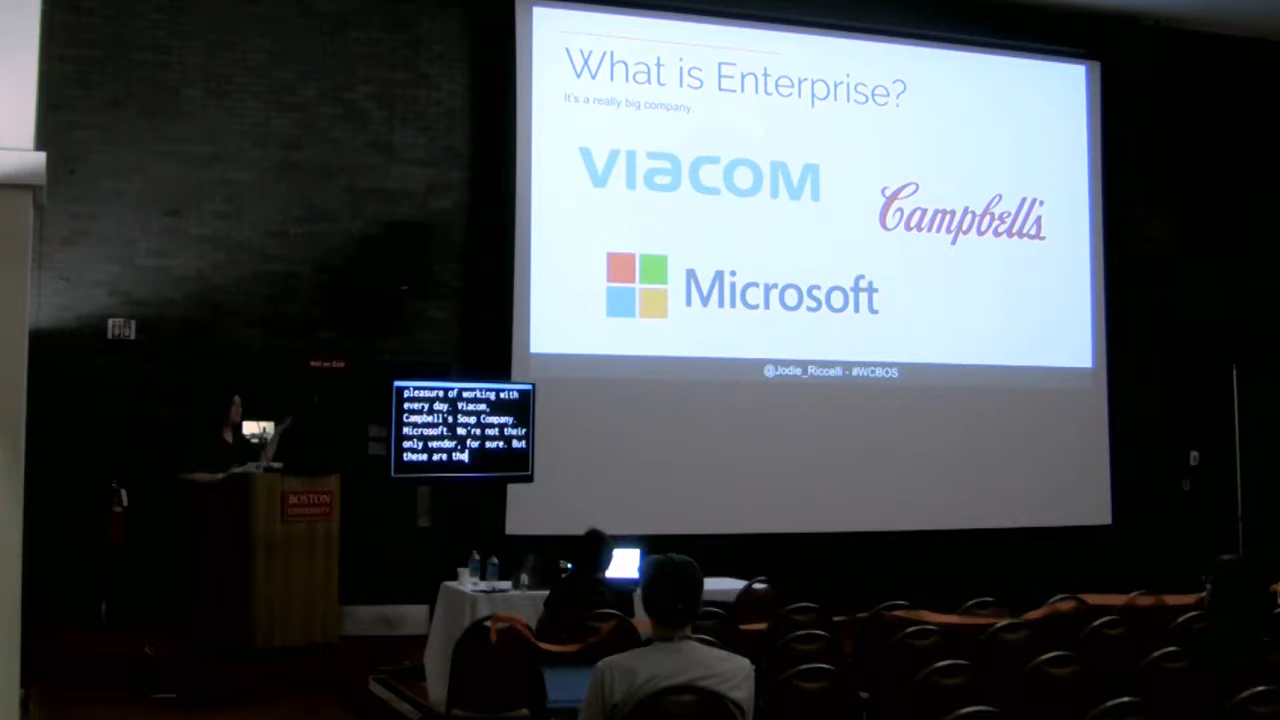 What is Enterprise?
It's a really big company.
VIACOM
Campbell's
Microsoft
@Jodie_Riccelli - #WCBOS
pleasure of working with
every day. Viacom,
Campbell's Soup Company.
Microsoft. We're not their
only vendor, for sure. But
these are the
BOSTON
UNIVERSITY